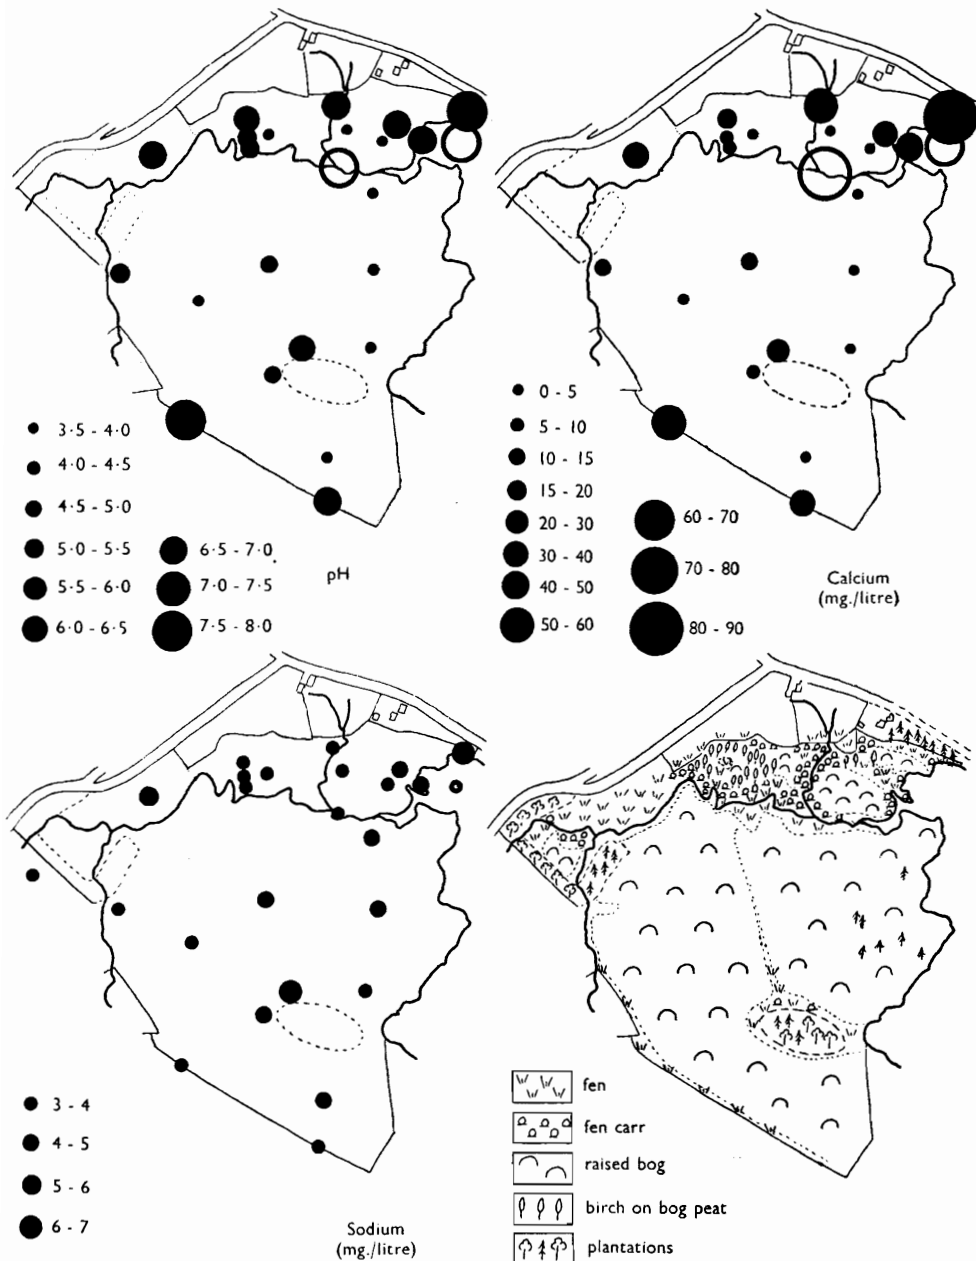 3·5 - 4·0
4·0 - 4·5
4·5 - 5·0
5·0 - 5·5
5·5 - 6·0
6·0 - 6·5
6·5 - 7·0
7·0 - 7·5
7·5 - 8·0
pH
0 - 5
5 - 10
10 - 15
15 - 20
20 - 30
30 - 40
40 - 50
50 - 60
60 - 70
70 - 80
80 - 90
Calcium
(mg./litre)
3 - 4
4 - 5
5 - 6
6 - 7
Sodium
(mg./litre)
fen
fen carr
raised bog
birch on bog peat
plantations